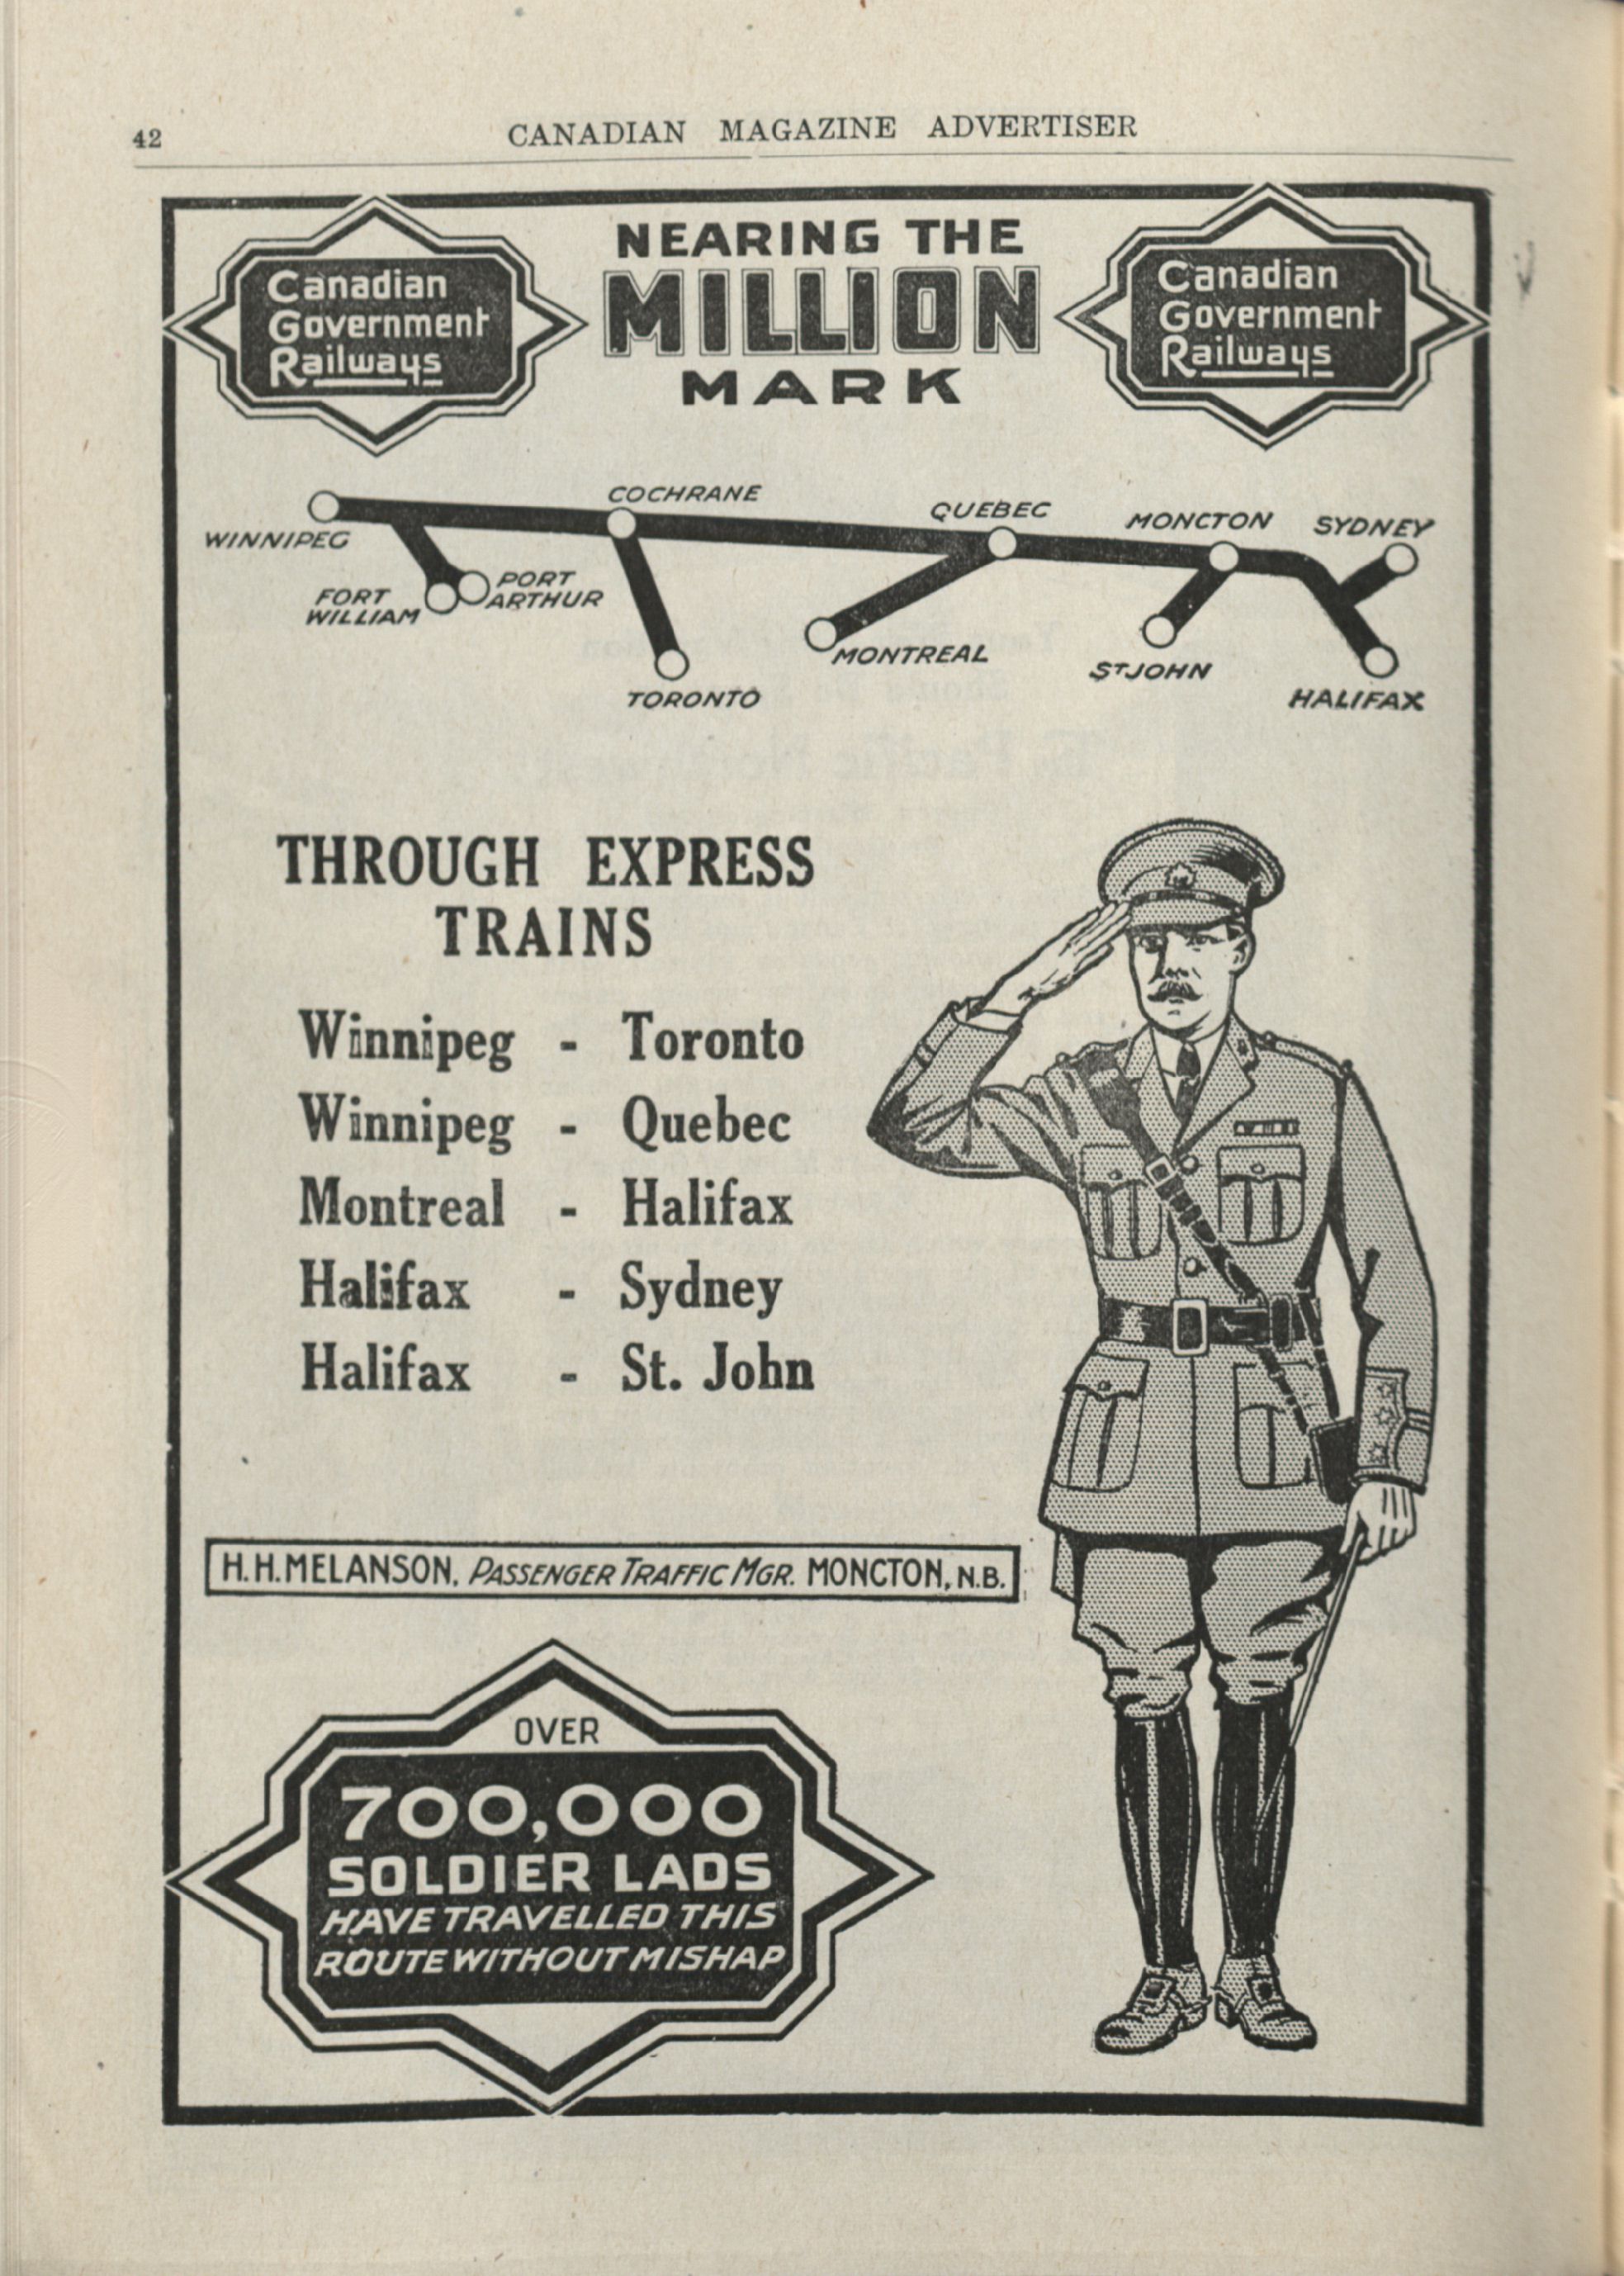 42
CANADIAN MAGAZINE ADVERTISER
Canadian
Government
Railways
NEARING THE
MILLION
MARK
Canadian
Government
Railways
WINNIPEG
FORT
WILLIAM
PORT
ARTHUR
COCHRANE
TORONTO
QUEBEC
MONTREAL
MONCTON
ST JOHN
SYDNEY
HALIFAX
THROUGH EXPRESS
TRAINS
Winnipeg - Toronto
Winnipeg - Quebec
Montreal - Halifax
Halifax - Sydney
Halifax - St. John
H.H. MELANSON, PASSENGER TRAFFIC MGR. MONCTON, N.B.
OVER
700,000
SOLDIER LADS
HAVE TRAVELLED THIS
ROUTE WITHOUT MISHAP